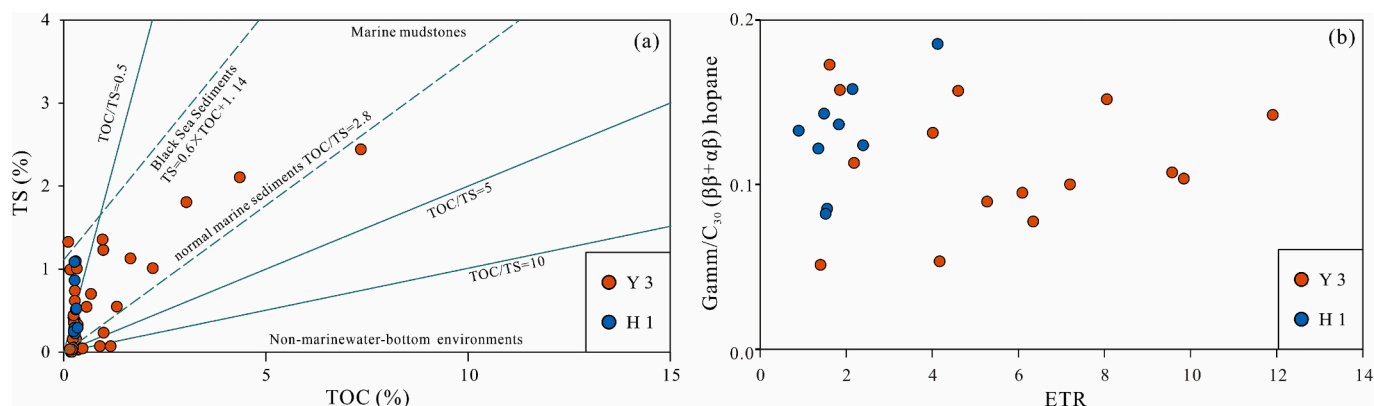 (a)
Marine mudstones
TOC/TS=0.5
Black Sea Sediments
TS=0.6×TOC+1. 14
normal marine sediments TOC/TS=2.8
TOC/TS=5
TOC/TS=10
Non-marinewater-bottom environments
Y 3
H 1
TS (%)
4
3
2
1
0
0
5
10
15
TOC (%)
(b)
Gamm/C30 (ββ+αβ) hopane
0.2
0.1
0.0
Y 3
H 1
0
2
4
6
8
10
12
14
ETR